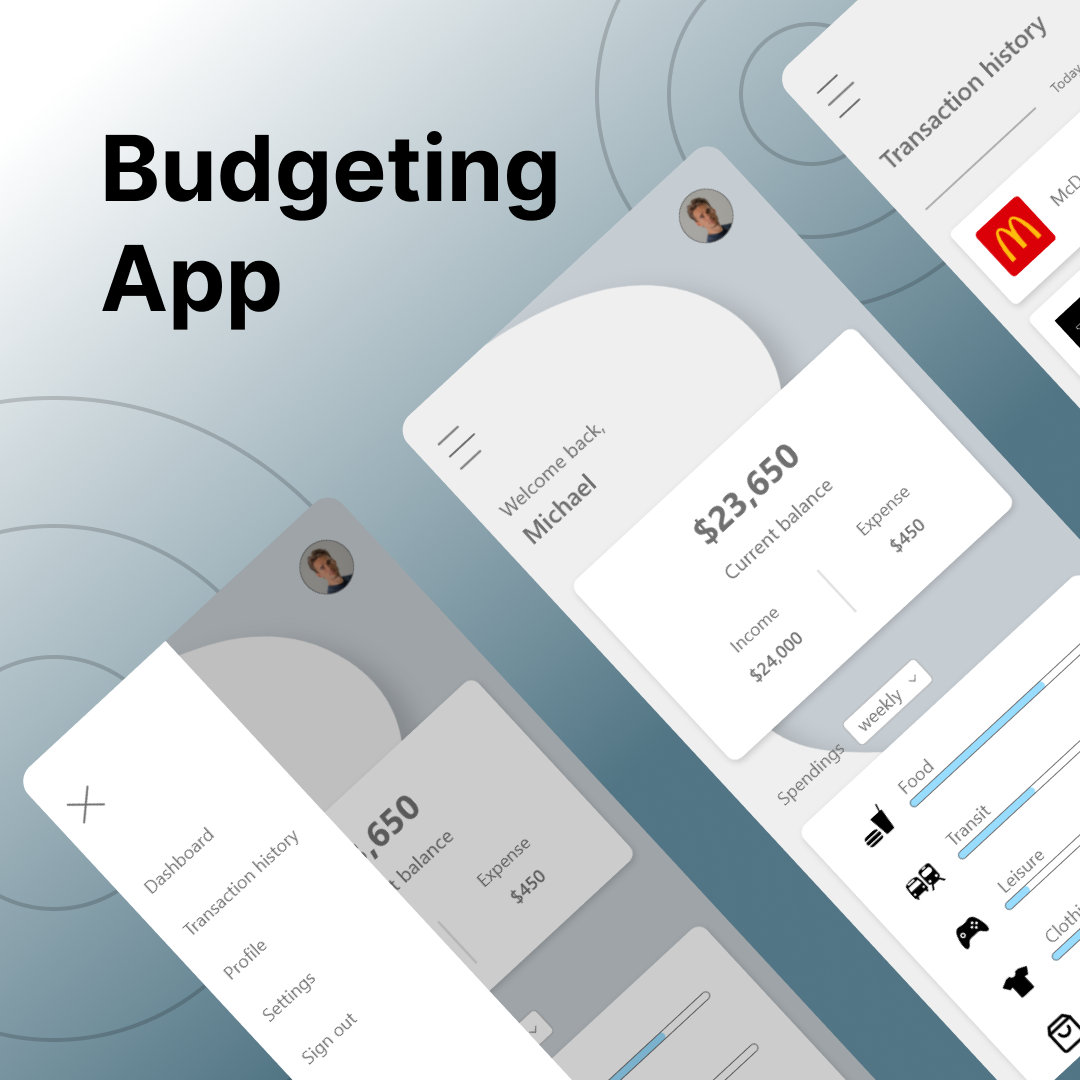 Budgeting
App
Transaction history
Today
McD
Welcome back,
Michael
$23,650
Current balance
Income
$24,000
Expense
$450
Spendings
weekly
Food
Transit
Leisure
Clothi
Dashboard
Transaction history
Profile
Settings
Sign out
,650
t balance
Expense
$450